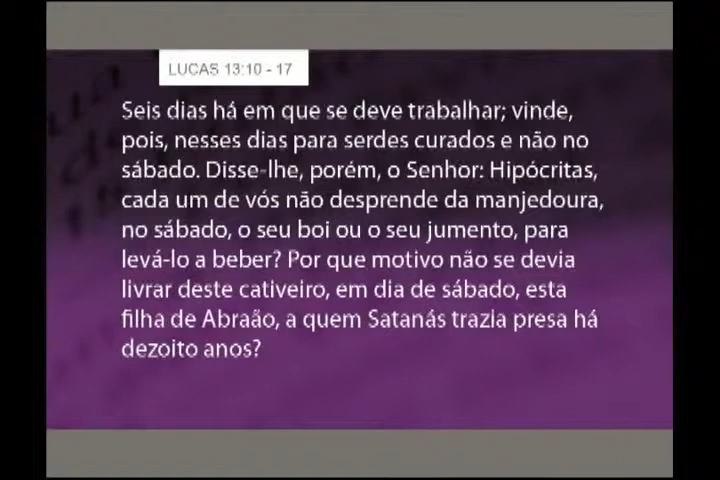 LUCAS 13:10 - 17
Seis dias há em que se deve trabalhar; vinde,
pois, nesses dias para serdes curados e não no
sábado. Disse-lhe, porém, o Senhor: Hipócritas,
cada um de vós não desprende da manjedoura,
no sábado, o seu boi ou o seu jumento, para
levá-lo a beber? Por que motivo não se devia
livrar deste cativeiro, em dia de sábado, esta
filha de Abraão, a quem Satanás trazia presa há
dezoito anos?